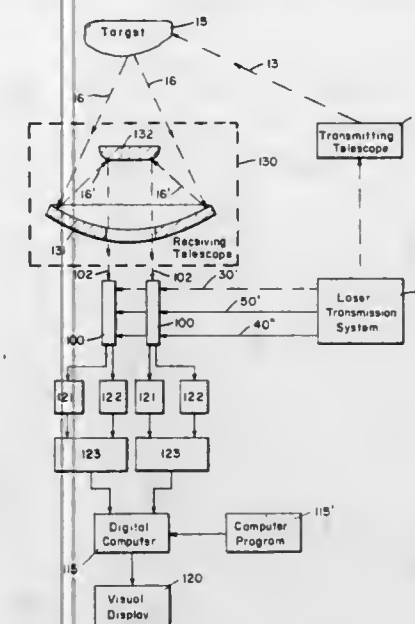 Target
15
13
16
16
Transmitting
Telescope
132
130
16'
16'
Receiving
Telescope
131
102
102
30'
50'
40"
Laser
Transmission
System
100
100
121
122
121
122
123
123
Digital
Computer
115
Computer
Program
115'
120
Visual
Display